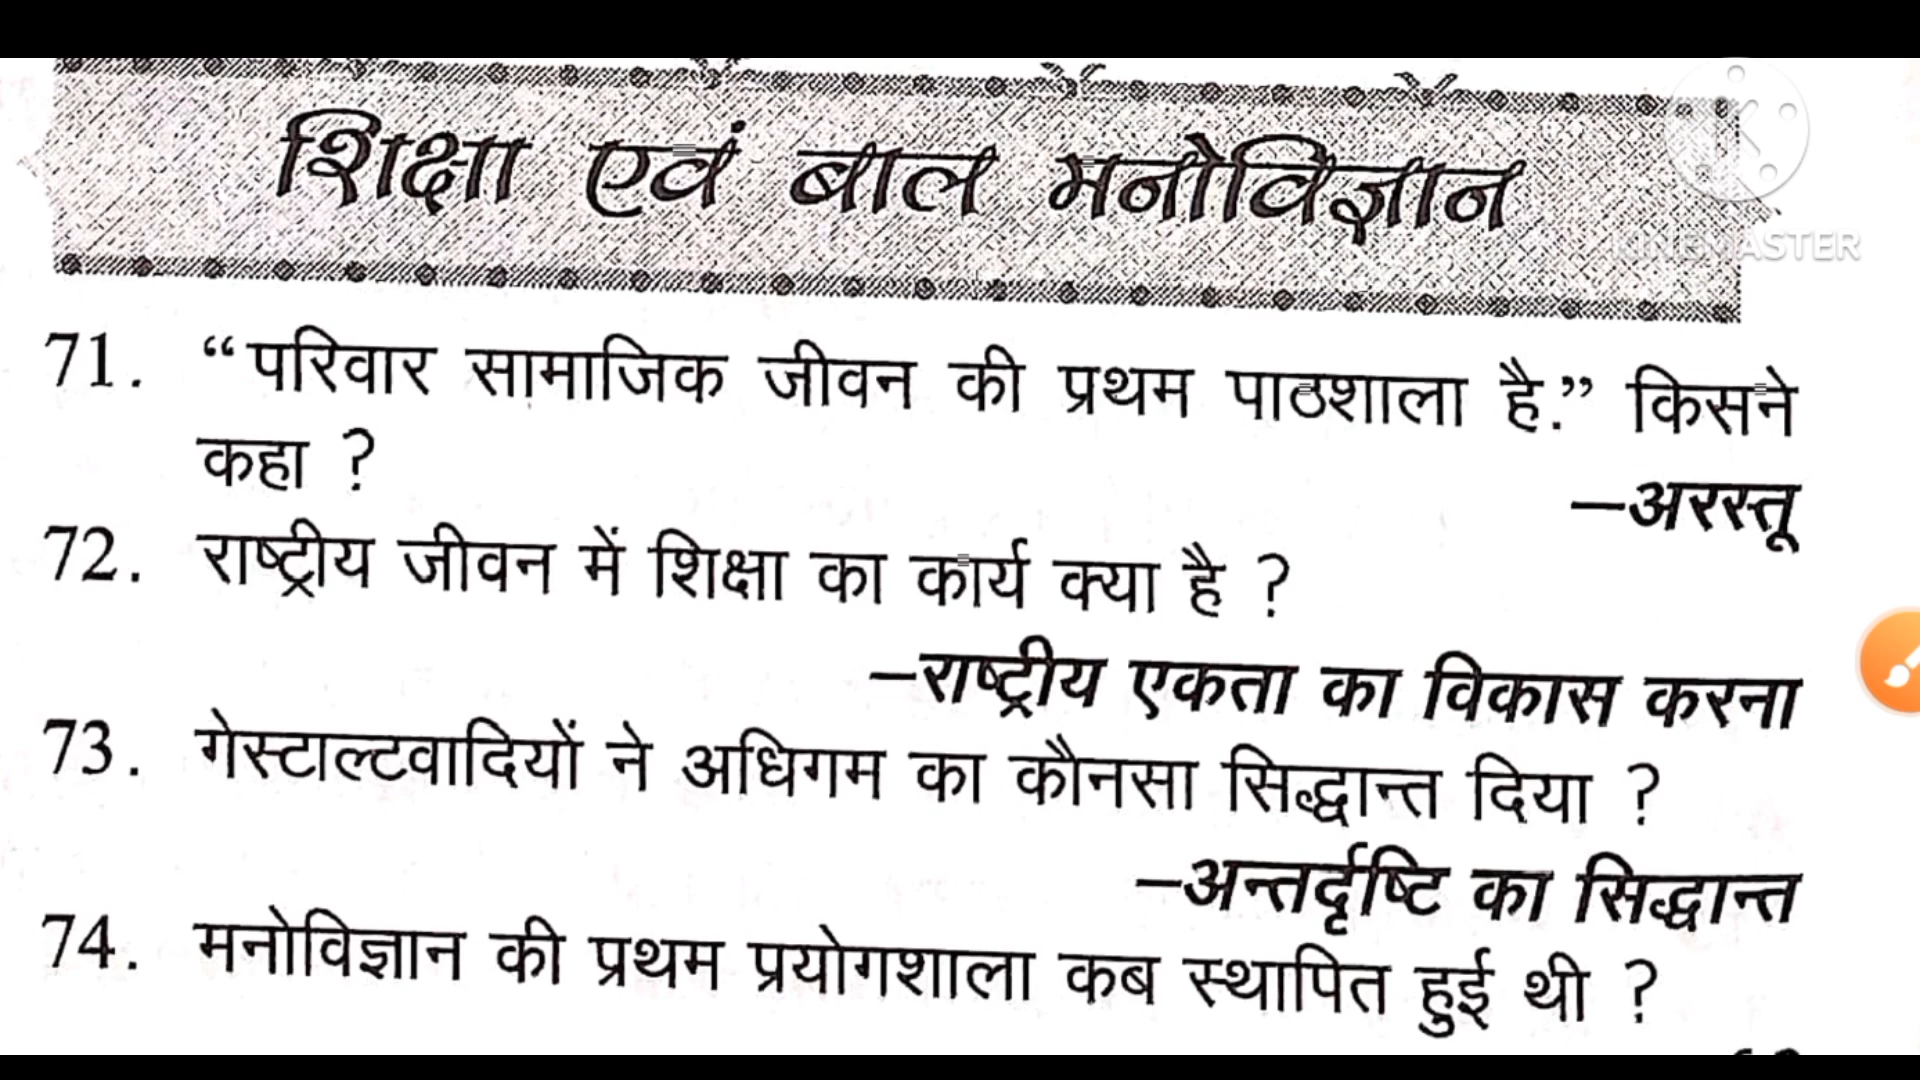 शिक्षा एवं बाल मनोविज्ञान
KINEMASTER
71. “परिवार सामाजिक जीवन की प्रथम पाठशाला है.” किसने
कहा ?
–अरस्तू
72. राष्ट्रीय जीवन में शिक्षा का कार्य क्या है ?
–राष्ट्रीय एकता का विकास करना
73. गेस्टाल्टवादियों ने अधिगम का कौनसा सिद्धान्त दिया ?
–अन्तर्दृष्टि का सिद्धान्त
74. मनोविज्ञान की प्रथम प्रयोगशाला कब स्थापित हुई थी ?